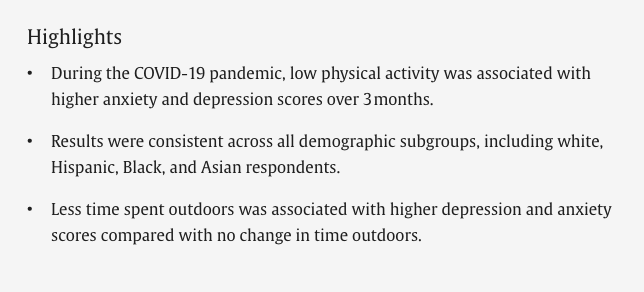 Highlights
• During the COVID-19 pandemic, low physical activity was associated with
higher anxiety and depression scores over 3 months.
• Results were consistent across all demographic subgroups, including white,
Hispanic, Black, and Asian respondents.
• Less time spent outdoors was associated with higher depression and anxiety
scores compared with no change in time outdoors.